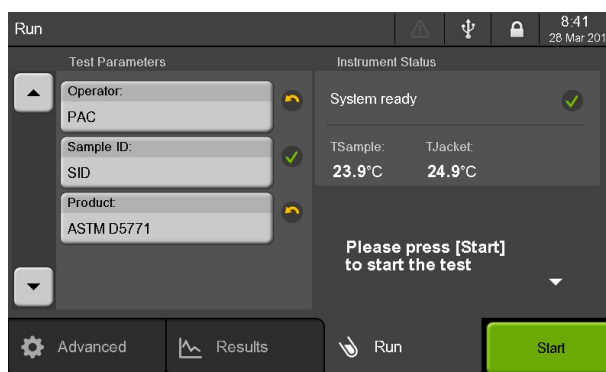 Run
8:41
28 Mar 201
Test Parameters
Instrument Status
Operator:
PAC
System ready
Sample ID:
SID
TSample:
TJacket:
23.9°C
24.9°C
Product:
ASTM D5771
Please press [Start]
to start the test
Advanced
Results
Run
Start